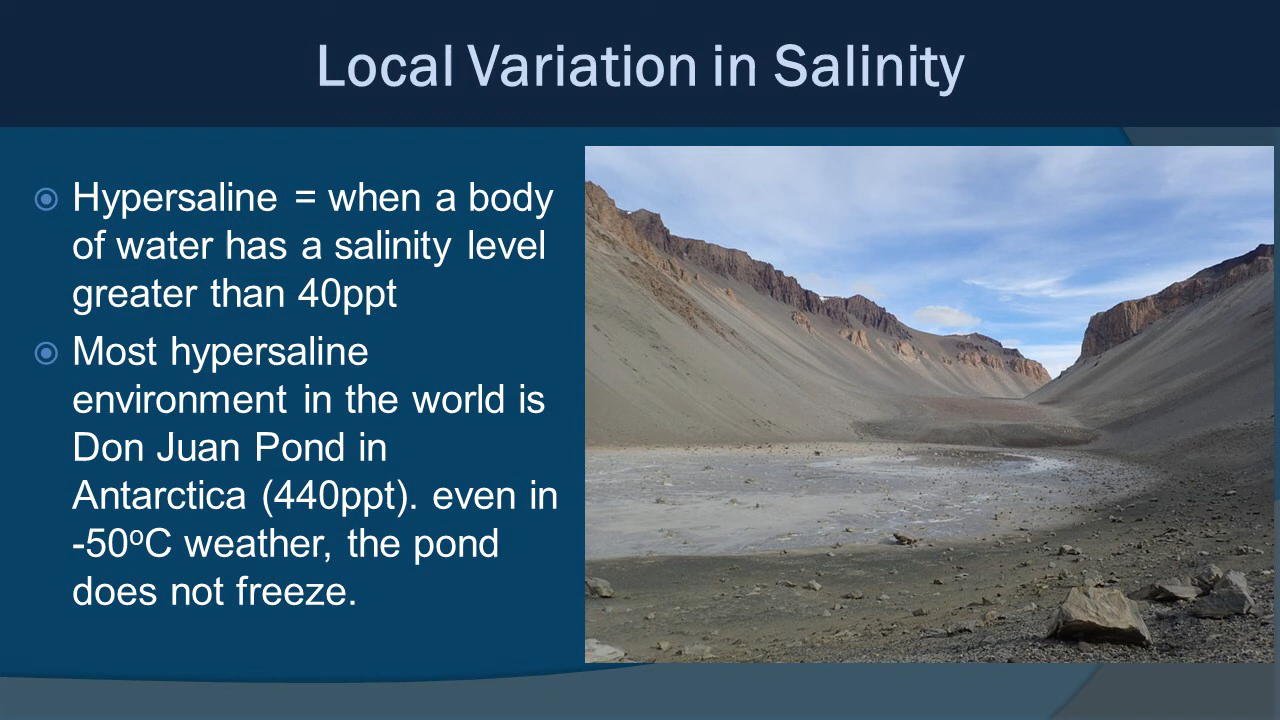 Local Variation in Salinity
Hypersaline = when a body
of water has a salinity level
greater than 40ppt
Most hypersaline
environment in the world is
Don Juan Pond in
Antarctica (440ppt). even in
-50ᵒC weather, the pond
does not freeze.